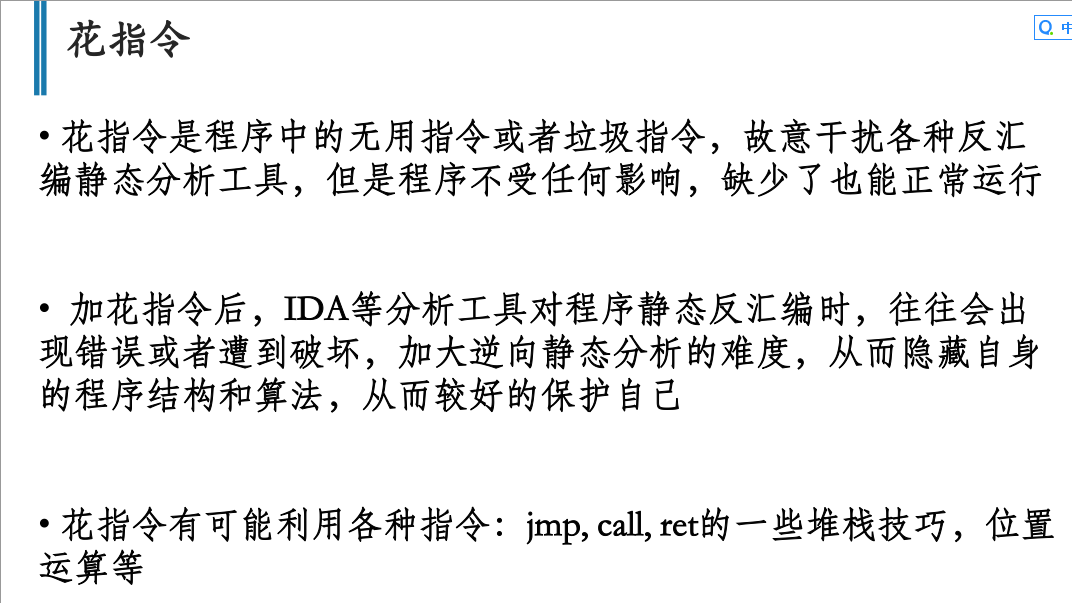 花指令
中
• 花指令是程序中的无用指令或者垃圾指令，故意干扰各种反汇
编静态分析工具，但是程序不受任何影响，缺少了也能正常运行
• 加花指令后，IDA等分析工具对程序静态反汇编时，往往会出
现错误或者遭到破坏，加大逆向静态分析的难度，从而隐藏自身
的程序结构和算法，从而较好的保护自己
• 花指令有可能利用各种指令：jmp, call, ret的一些堆栈技巧，位置
运算等